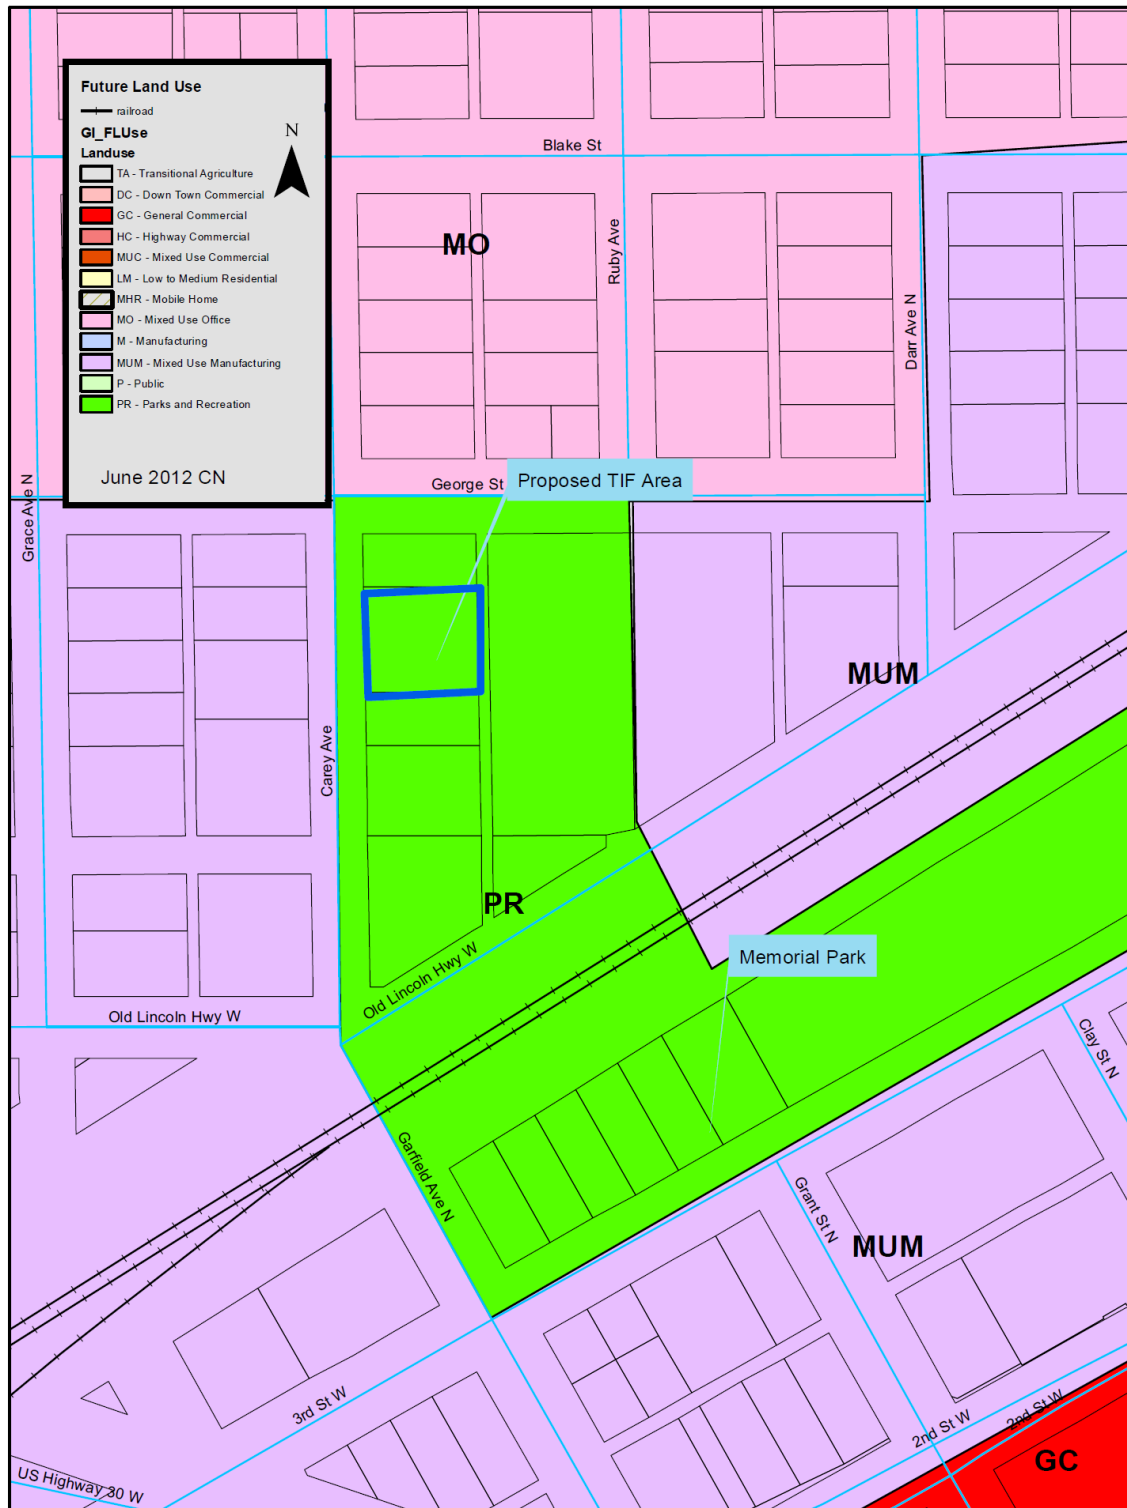 Blake St
Future Land Use
railroad
GI_FLUse
Landuse
N
TA - Transitional Agriculture
DC - Down Town Commercial
GC - General Commercial
HC - Highway Commercial
MUC - Mixed Use Commercial
LM - Low to Medium Residential
MHR - Mobile Home
MO - Mixed Use Office
M - Manufacturing
MUM - Mixed Use Manufacturing
P - Public
PR - Parks and Recreation
June 2012 CN
MO
Ruby Ave
Darr Ave N
George St
Proposed TIF Area
Grace Ave N
MUM
Carey Ave
PR
Old Lincoln Hwy W
Memorial Park
Old Lincoln Hwy W
Clay St N
Garfield Ave N
Grant St N
MUM
3rd St W
2nd St W
2nd St W
GC
US Highway 30 W